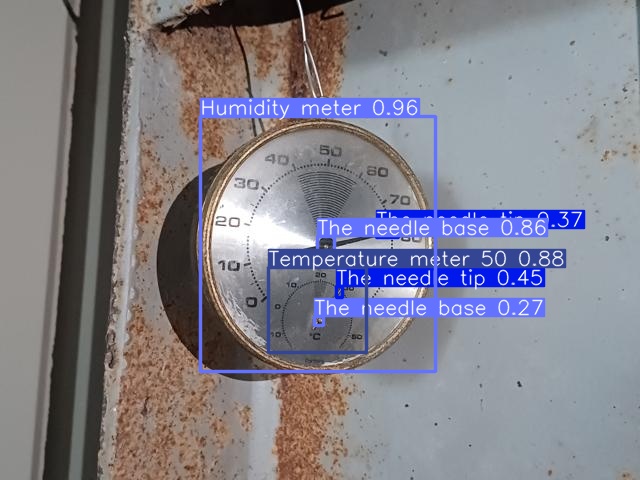 Humidity meter 0.96
50
40
60
30
70
The needle tip 0.37
20
The needle base 0.86
80
Temperature meter 50 0.88
10
20
The needle tip 0.45
10
30
0
0
The needle base 0.27
10
°C
50